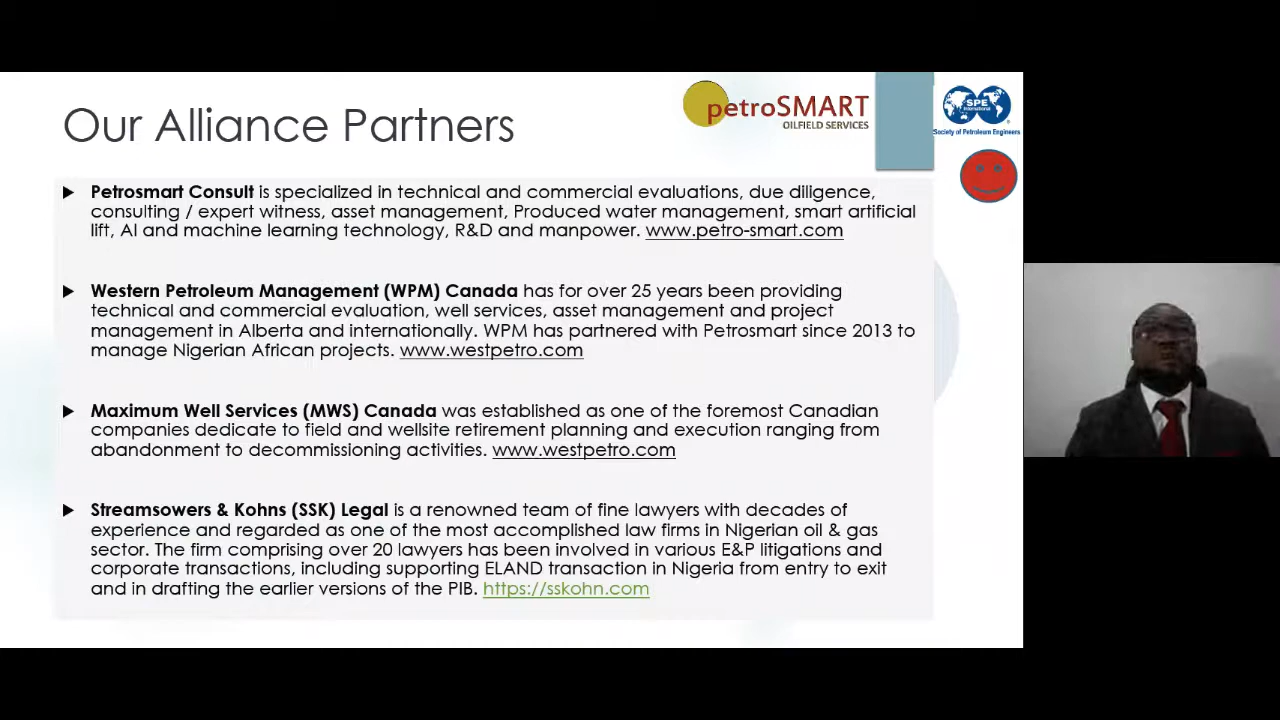 Our Alliance Partners
petroSMART
OILFIELD SERVICES
SPE
International
Society of Petroleum Engineers
Petrosmart Consult is specialized in technical and commercial evaluations, due diligence,
consulting / expert witness, asset management, Produced water management, smart artificial
lift, AI and machine learning technology, R&D and manpower. www.petro-smart.com
Western Petroleum Management (WPM) Canada has for over 25 years been providing
technical and commercial evaluation, well services, asset management and project
management in Alberta and internationally. WPM has partnered with Petrosmart since 2013 to
manage Nigerian African projects. www.westpetro.com
Maximum Well Services (MWS) Canada was established as one of the foremost Canadian
companies dedicate to field and wellsite retirement planning and execution ranging from
abandonment to decommissioning activities. www.westpetro.com
Streamsowers & Kohns (SSK) Legal is a renowned team of fine lawyers with decades of
experience and regarded as one of the most accomplished law firms in Nigerian oil & gas
sector. The firm comprising over 20 lawyers has been involved in various E&P litigations and
corporate transactions, including supporting ELAND transaction in Nigeria from entry to exit
and in drafting the earlier versions of the PIB. https://sskohn.com